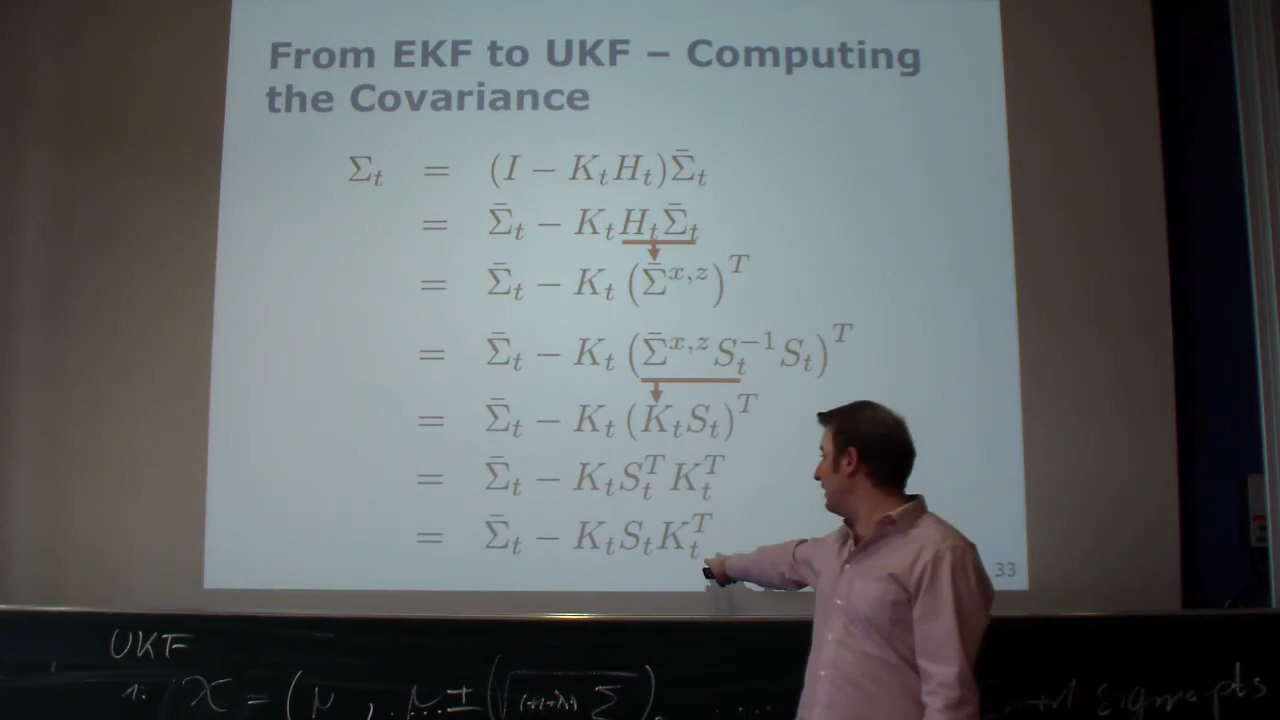 From EKF to UKF – Computing
the Covariance
Σ_t = (I − K_t H_t) Σ̄_t
= Σ̄_t − K_t H_t Σ̄_t
= Σ̄_t − K_t (Σ̄^{x,z})^T
= Σ̄_t − K_t (Σ̄^{x,z} S_t^{−1} S_t)^T
= Σ̄_t − K_t (K_t S_t)^T
= Σ̄_t − K_t S_t^T K_t^T
= Σ̄_t − K_t S_t K_t^T
33
UKF
1. X = (μ, μ ± (√(n+λ) Σ)